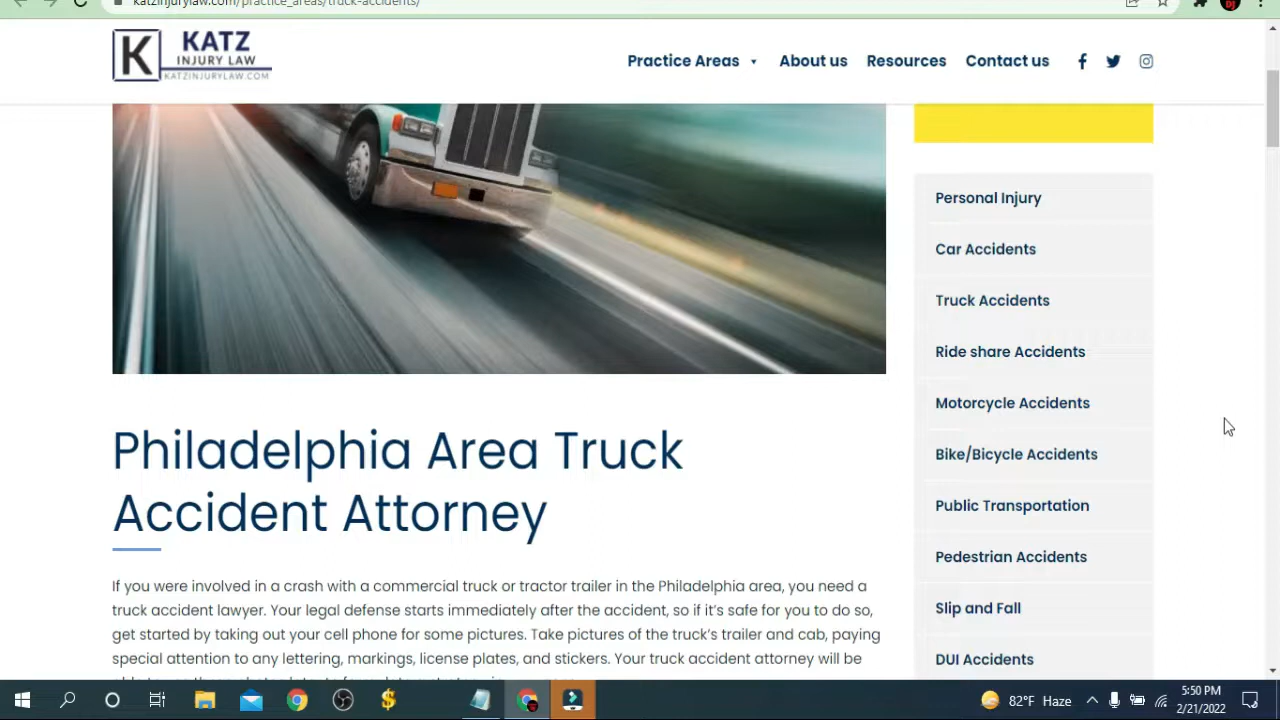 katzinjurylaw.com/practice_areas/truck-accidents/
K
KATZ
INJURY LAW
KATZINJURYLAW.COM
Practice Areas
About us
Resources
Contact us
Personal Injury
Car Accidents
Truck Accidents
Ride share Accidents
Motorcycle Accidents
Bike/Bicycle Accidents
Public Transportation
Pedestrian Accidents
Slip and Fall
DUI Accidents
Philadelphia Area Truck
Accident Attorney
If you were involved in a crash with a commercial truck or tractor trailer in the Philadelphia area, you need a
truck accident lawyer. Your legal defense starts immediately after the accident, so if it's safe for you to do so,
get started by taking out your cell phone for some pictures. Take pictures of the truck's trailer and cab, paying
special attention to any lettering, markings, license plates, and stickers. Your truck accident attorney will be
82°F Haze
5:50 PM
2/21/2022